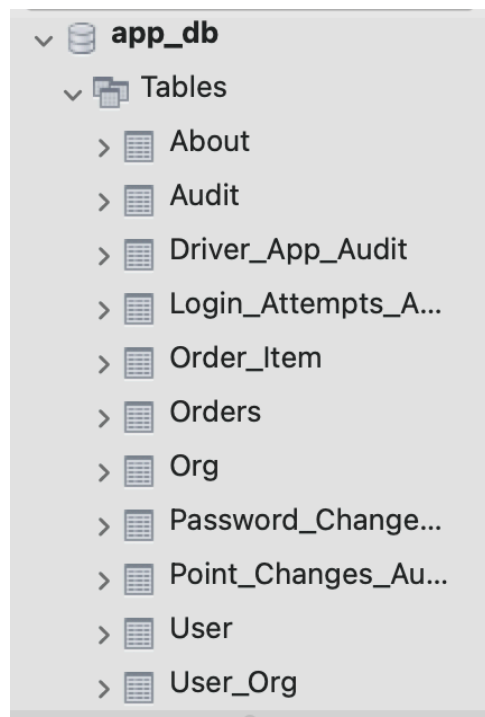 app_db
Tables
About
Audit
Driver_App_Audit
Login_Attempts_A...
Order_Item
Orders
Org
Password_Change...
Point_Changes_Au...
User
User_Org